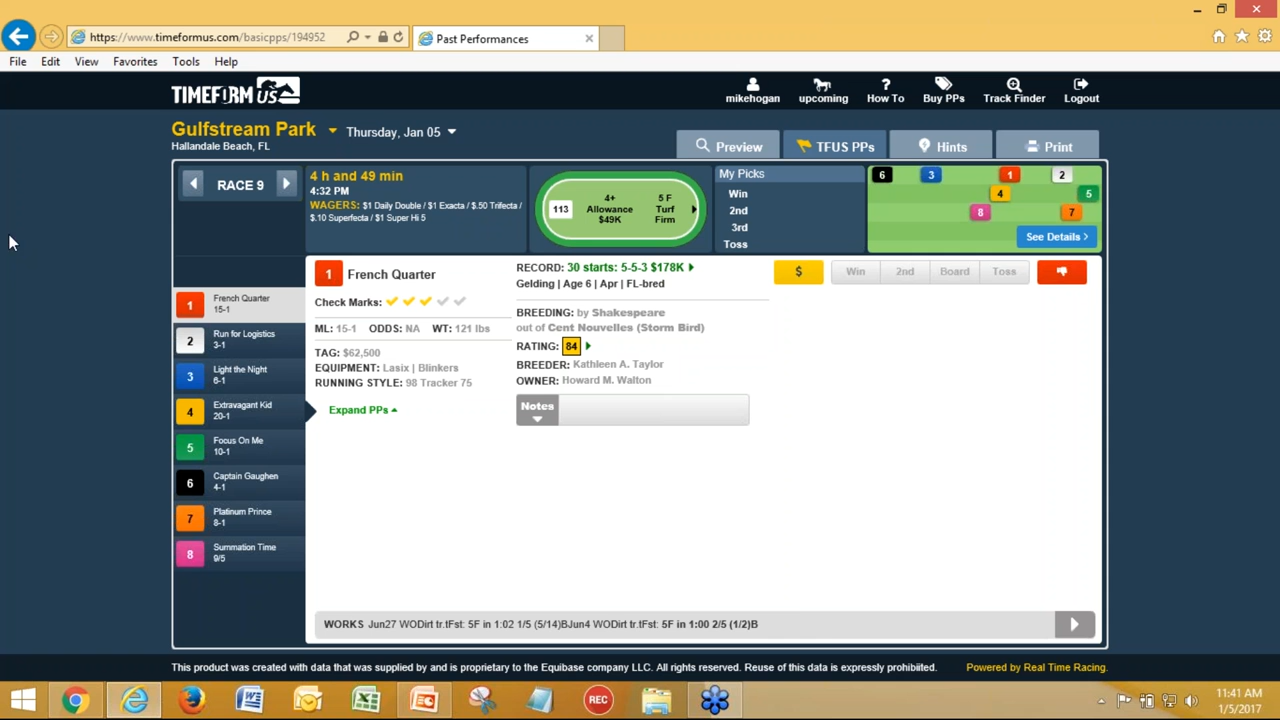 https://www.timeformus.com/basicpps/194952
Past Performances
File Edit View Favorites Tools Help
TIMEFORM US
mikehogan upcoming How To Buy PPs Track Finder Logout
Gulfstream Park Thursday, Jan 05
Hallandale Beach, FL
Preview TFUS PPs Hints Print
RACE 9
4 h and 49 min
4:32 PM
WAGERS: $1 Daily Double / $1 Exacta / $.50 Trifecta /
$.10 Superfecta / $1 Super Hi 5
113
4+
Allowance
$49K
5 F
Turf
Firm
My Picks
Win
2nd
3rd
Toss
6 3 1 2
4 5
8 7
See Details >
1 French Quarter
15-1
2 Run for Logistics
3-1
3 Light the Night
6-1
4 Extravagant Kid
20-1
5 Focus On Me
10-1
6 Captain Gaughen
4-1
7 Platinum Prince
8-1
8 Summation Time
9/5
1 French Quarter
Check Marks:
ML: 15-1 ODDS: NA WT: 121 lbs
TAG: $62,500
EQUIPMENT: Lasix | Blinkers
RUNNING STYLE: 98 Tracker 75
Expand PPs
RECORD: 30 starts: 5-5-3 $178K
Gelding | Age 6 | Apr | FL-bred
BREEDING: by Shakespeare
out of Cent Nouvelles (Storm Bird)
RATING: 84
BREEDER: Kathleen A. Taylor
OWNER: Howard M. Walton
Notes
$ Win 2nd Board Toss
WORKS Jun27 WODirt tr.tFst: 5F in 1:02 1/5 (5/14)BJun4 WODirt tr.tFst: 5F in 1:00 2/5 (1/2)B
This product was created with data that was supplied by and is proprietary to the Equibase company LLC. All rights reserved. Reuse of this data is expressly prohibiited.
Powered by Real Time Racing.
REC
11:41 AM
1/5/2017